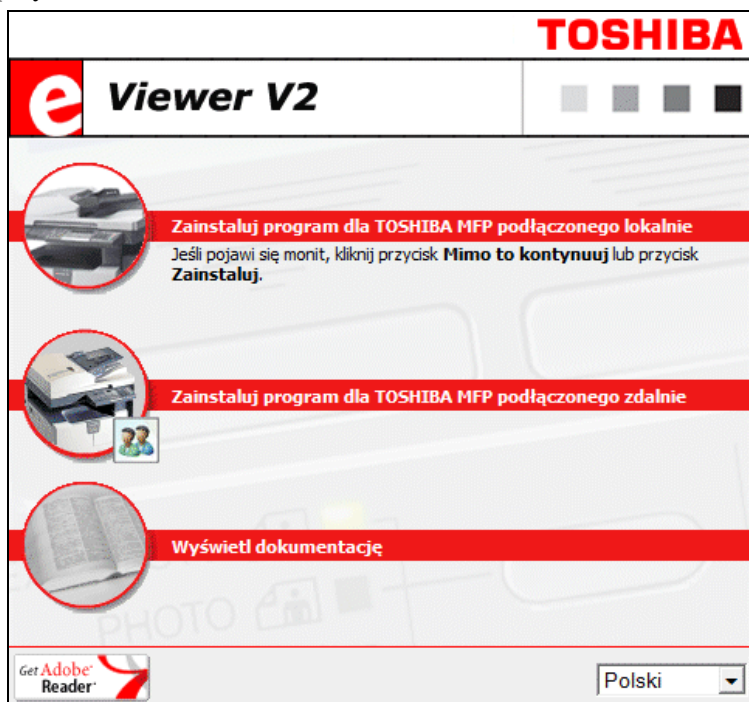 TOSHIBA
e Viewer V2
Zainstaluj program dla TOSHIBA MFP podłączonego lokalnie
Jeśli pojawi się monit, kliknij przycisk Mimo to kontynuuj lub przycisk
Zainstaluj.
Zainstaluj program dla TOSHIBA MFP podłączonego zdalnie
Wyświetl dokumentację
PHOTO
Get Adobe
Reader
Polski